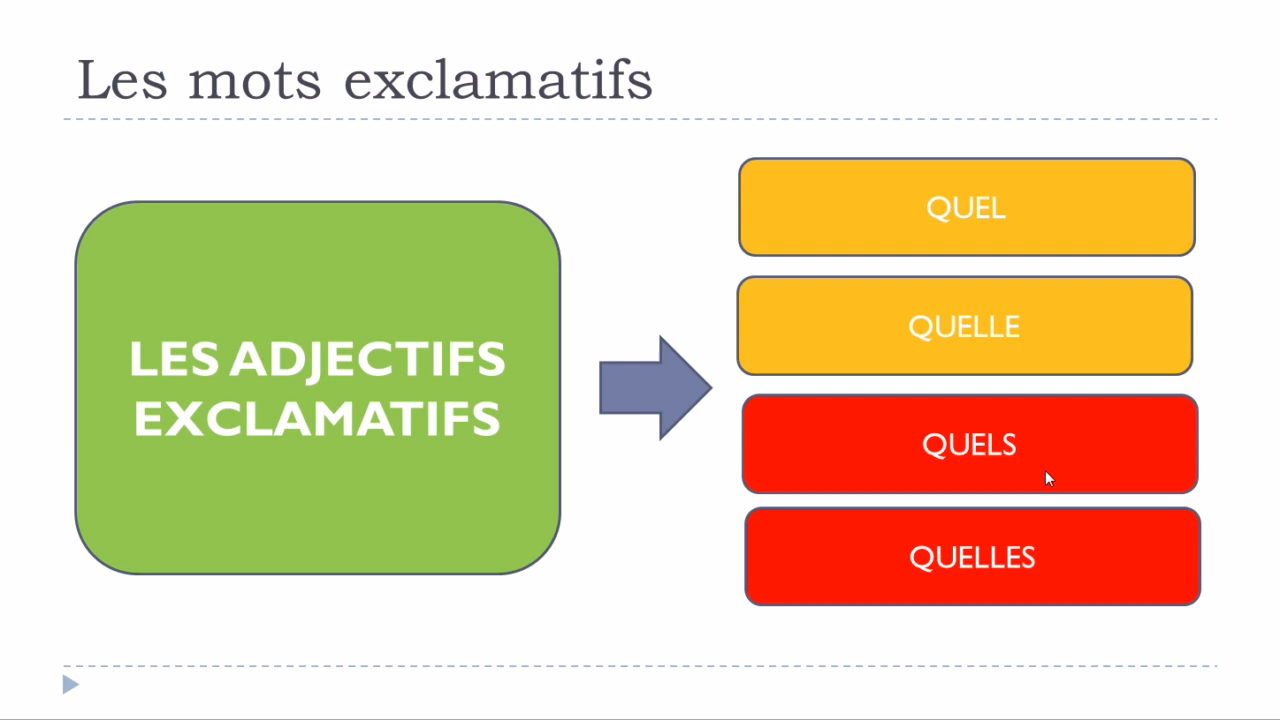 Les mots exclamatifs
LES ADJECTIFS
EXCLAMATIFS
QUEL
QUELLE
QUELS
QUELLES